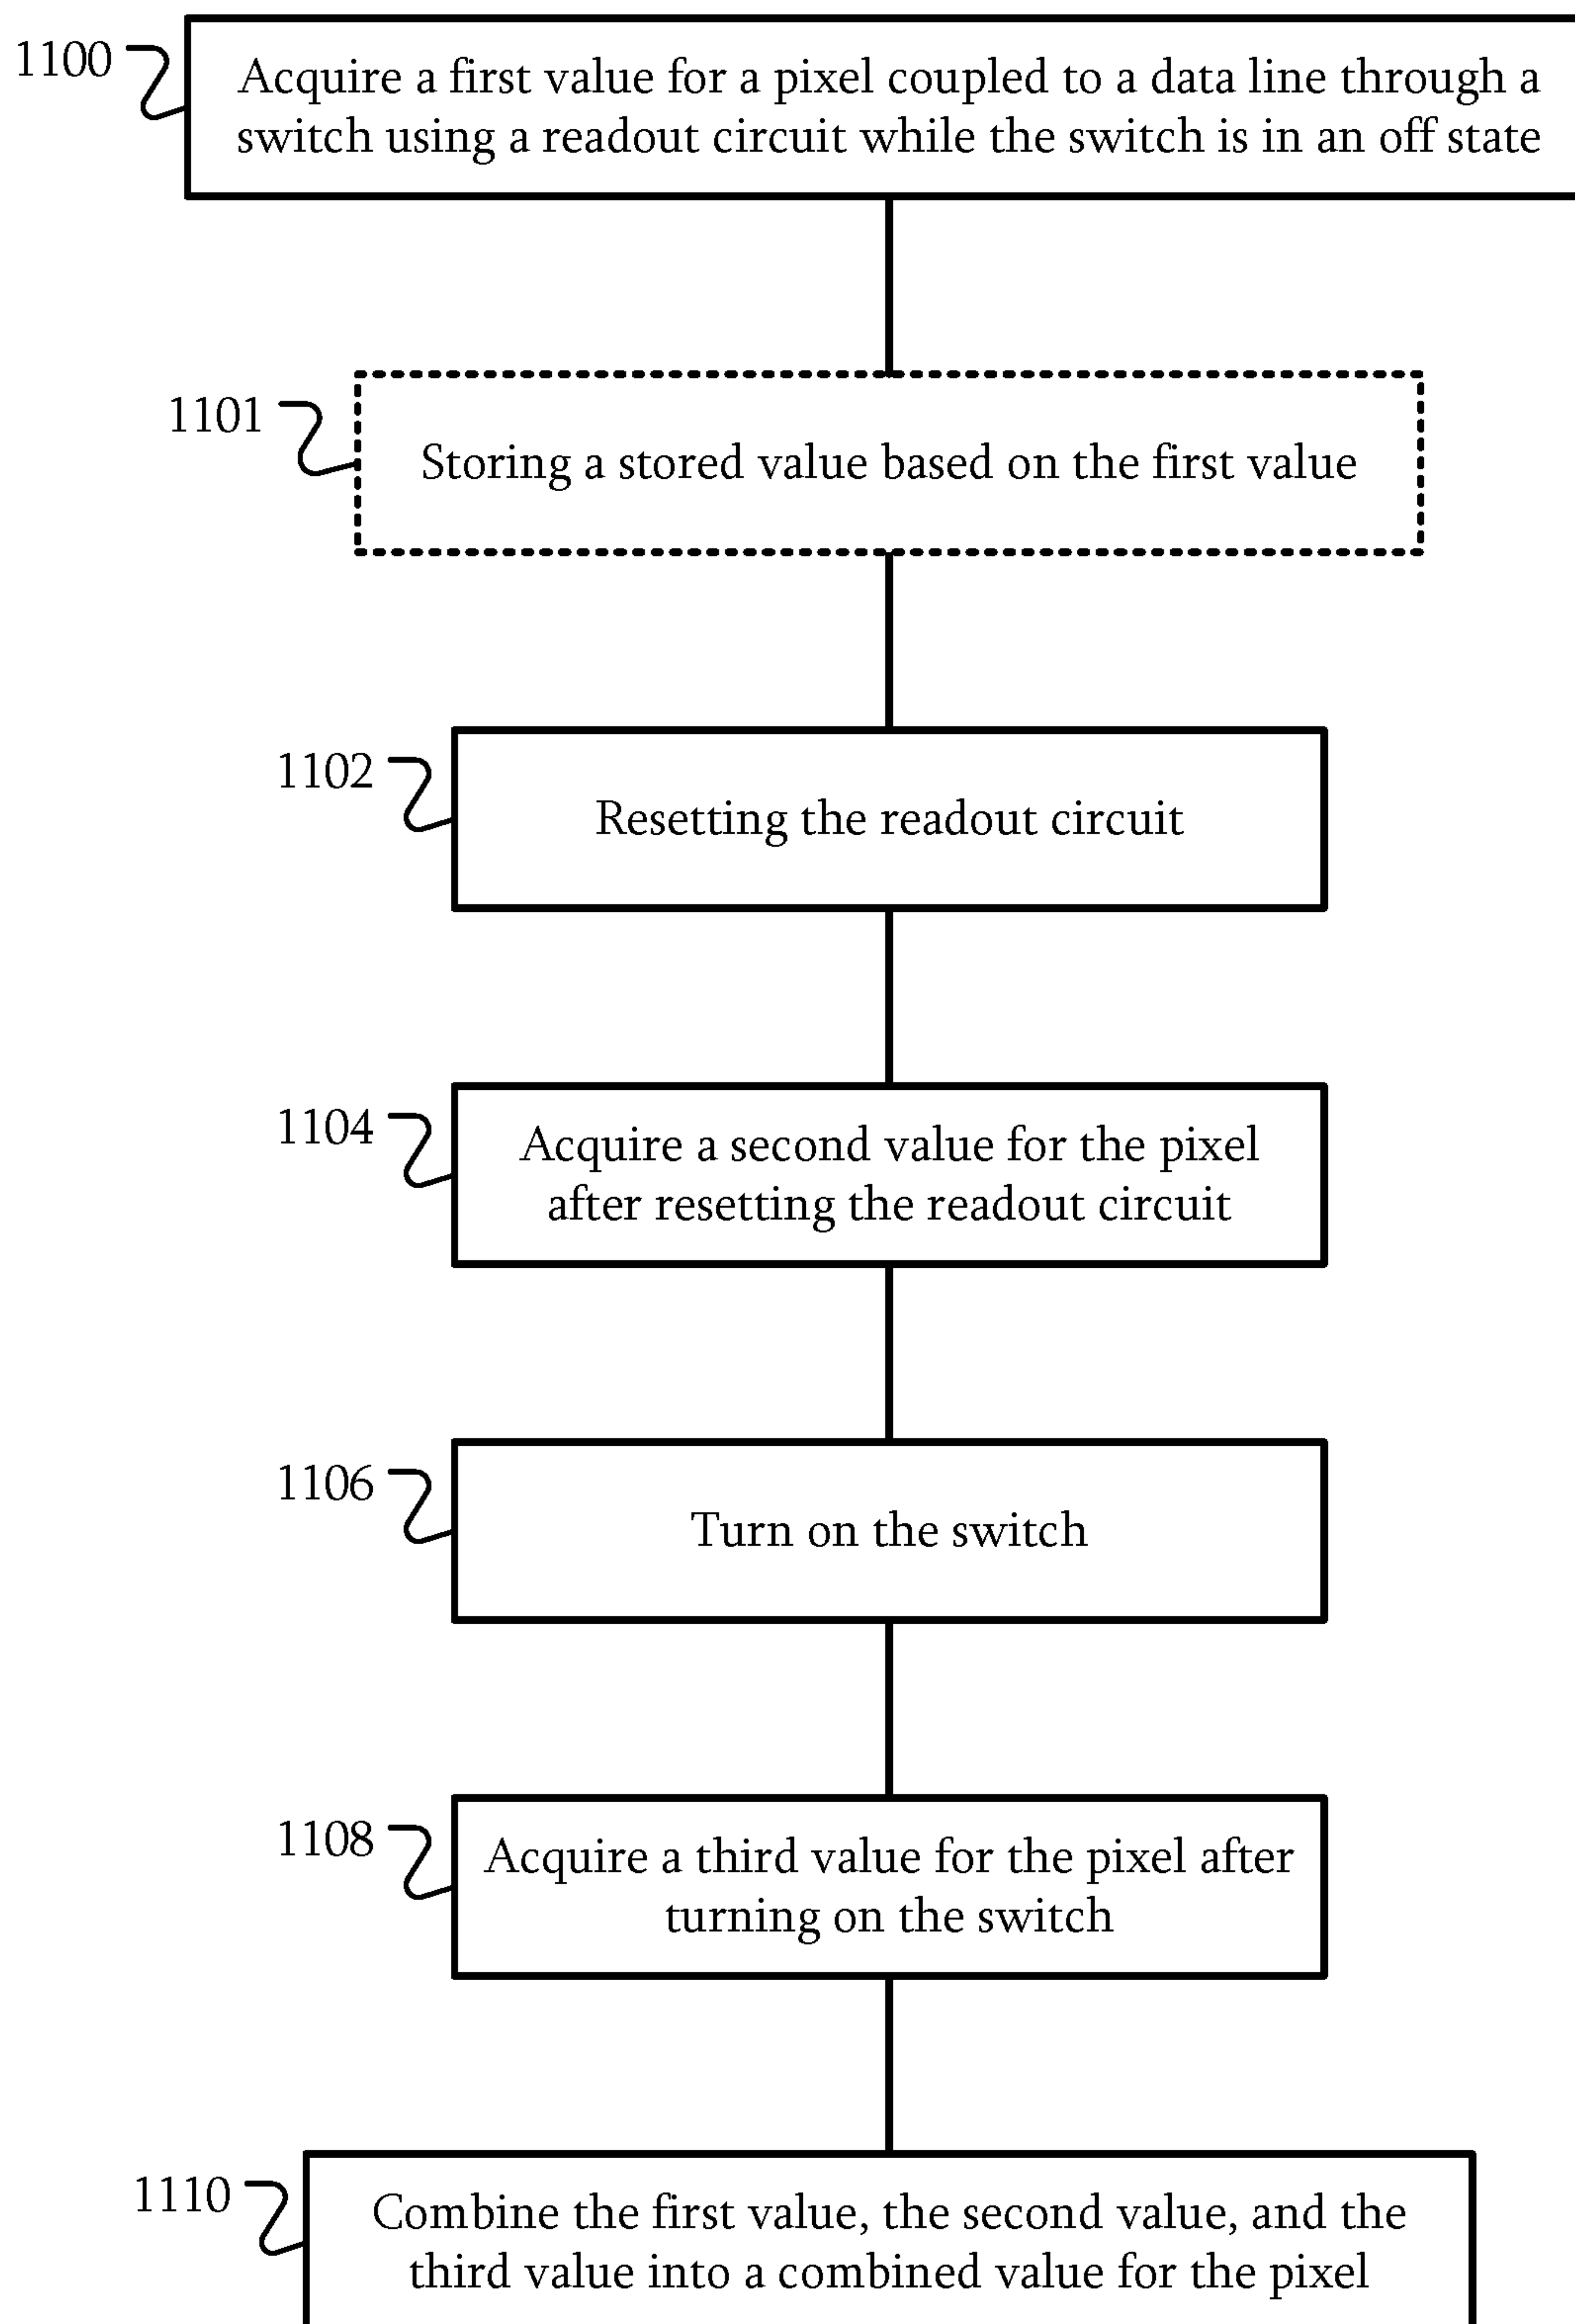 1100
Acquire a first value for a pixel coupled to a data line through a
switch using a readout circuit while the switch is in an off state
1101
Storing a stored value based on the first value
1102
Resetting the readout circuit
1104
Acquire a second value for the pixel
after resetting the readout circuit
1106
Turn on the switch
1108
Acquire a third value for the pixel after
turning on the switch
1110
Combine the first value, the second value, and the
third value into a combined value for the pixel